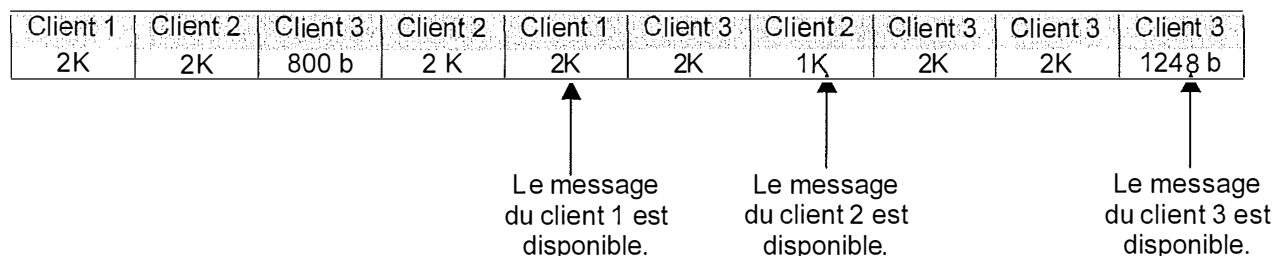 Client 1 Client 2 Client 3 Client 2 Client 1 Client 3 Client 2 Client 3 Client 3 Client 3
2K 2K 800 b 2 K 2K 2K 1K 2K 2K 1248 b
Le message Le message Le message
du client 1 est du client 2 est du client 3 est
disponible. disponible. disponible.